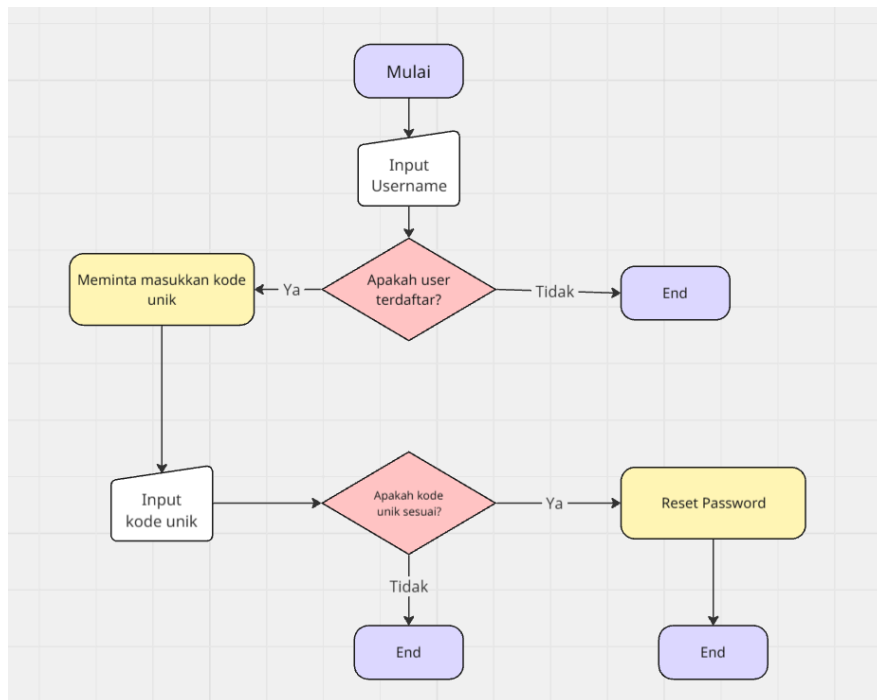 Mulai
Input
Username
Apakah user
terdaftar?
Ya
Meminta masukkan kode
unik
Tidak
End
Input
kode unik
Apakah kode
unik sesuai?
Ya
Reset Password
Tidak
End
End